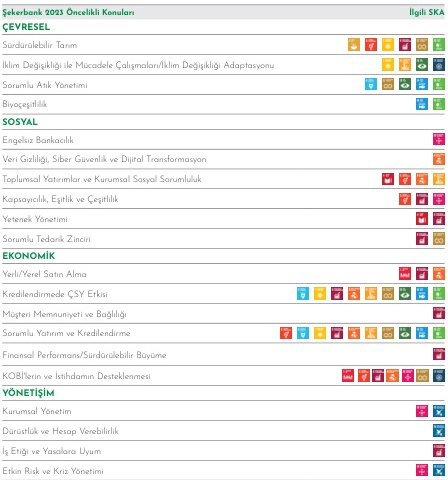 Şekerbank 2023 Öncelikli Konuları İlgili SKA
ÇEVRESEL
Sürdürülebilir Tarım
İklim Değişikliği ile Mücadele Çalışmaları/İklim Değişikliği Adaptasyonu
Sorumlu Atık Yönetimi
Biyoçeşitlilik
SOSYAL
Engelsiz Bankacılık
Veri Gizliliği, Siber Güvenlik ve Dijital Transformasyon
Toplumsal Yatırımlar ve Kurumsal Sosyal Sorumluluk
Kapsayıcılık, Eşitlik ve Çeşitlilik
Yetenek Yönetimi
Sorumlu Tedarik Zinciri
EKONOMİK
Yerli/Yerel Satın Alma
Kredilendirmede ÇSY Etkisi
Müşteri Memnuniyeti ve Bağlılığı
Sorumlu Yatırım ve Kredilendirme
Finansal Performans/Sürdürülebilir Büyüme
KOBİ'lerin ve İstihdamın Desteklenmesi
YÖNETİŞİM
Kurumsal Yönetim
Dürüstlük ve Hesap Verebilirlik
İş Etiği ve Yasalara Uyum
Etkin Risk ve Kriz Yönetimi